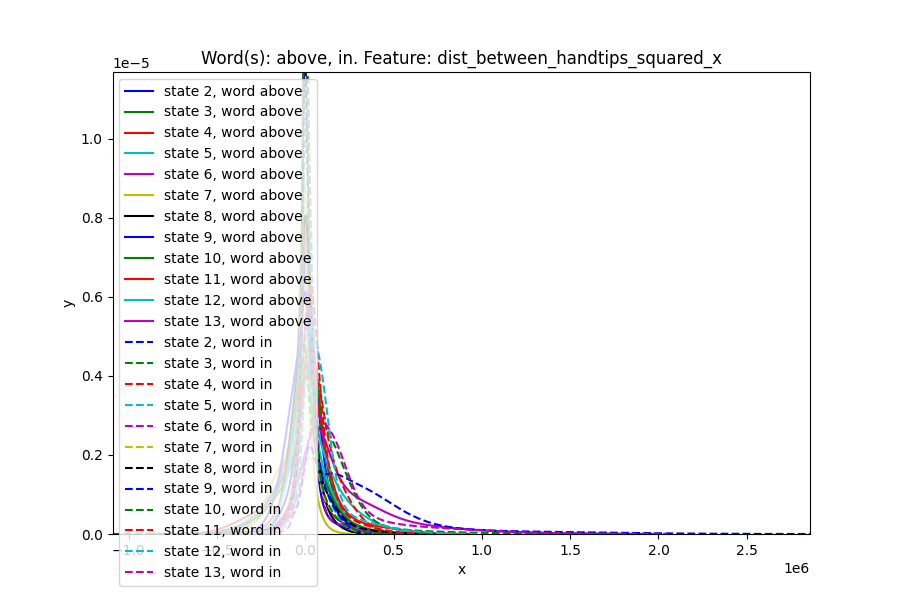 Word(s): above, in. Feature: dist_between_handtips_squared_x
1e−5
state 2, word above
state 3, word above
state 4, word above
state 5, word above
state 6, word above
state 7, word above
state 8, word above
state 9, word above
state 10, word above
state 11, word above
state 12, word above
state 13, word above
state 2, word in
state 3, word in
state 4, word in
state 5, word in
state 6, word in
state 7, word in
state 8, word in
state 9, word in
state 10, word in
state 11, word in
state 12, word in
state 13, word in
1.0
0.8
0.6
0.4
0.2
0.0
y
−1.0 −0.5 0.0 0.5 1.0 1.5 2.0 2.5
x
1e6